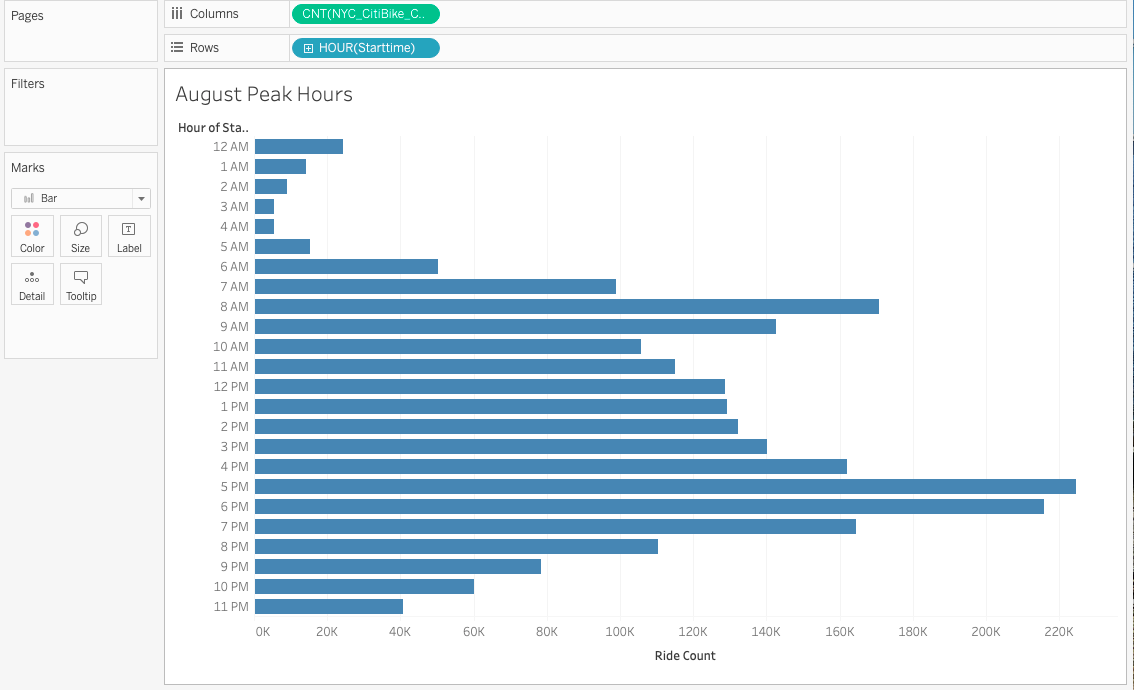 Pages
Columns
CNT(NYC_CitiBike_C..
Rows
HOUR(Starttime)
Filters
Marks
Bar
Color
Size
T
Label
Detail
Tooltip
August Peak Hours
Hour of Sta..
12 AM
1 AM
2 AM
3 AM
4 AM
5 AM
6 AM
7 AM
8 AM
9 AM
10 AM
11 AM
12 PM
1 PM
2 PM
3 PM
4 PM
5 PM
6 PM
7 PM
8 PM
9 PM
10 PM
11 PM
0K 20K 40K 60K 80K 100K 120K 140K 160K 180K 200K 220K
Ride Count